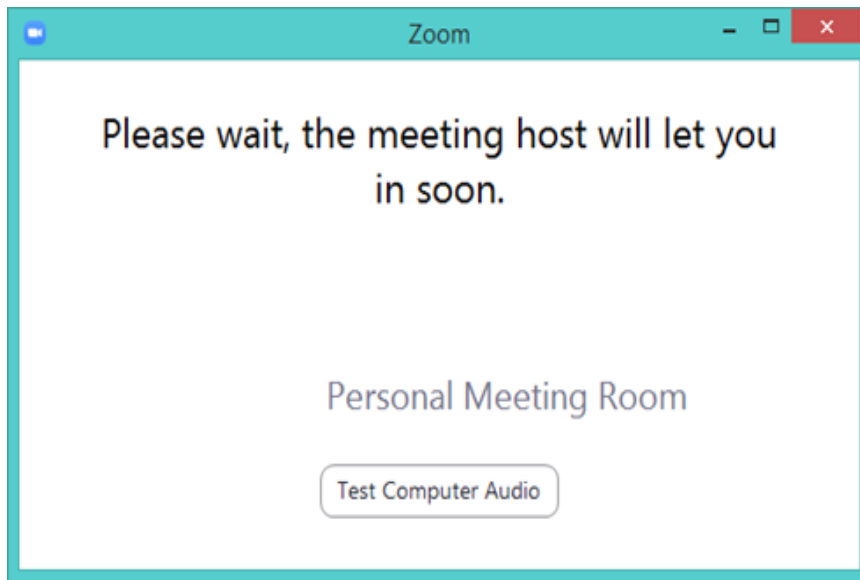 Zoom
Please wait, the meeting host will let you
in soon.
Personal Meeting Room
Test Computer Audio